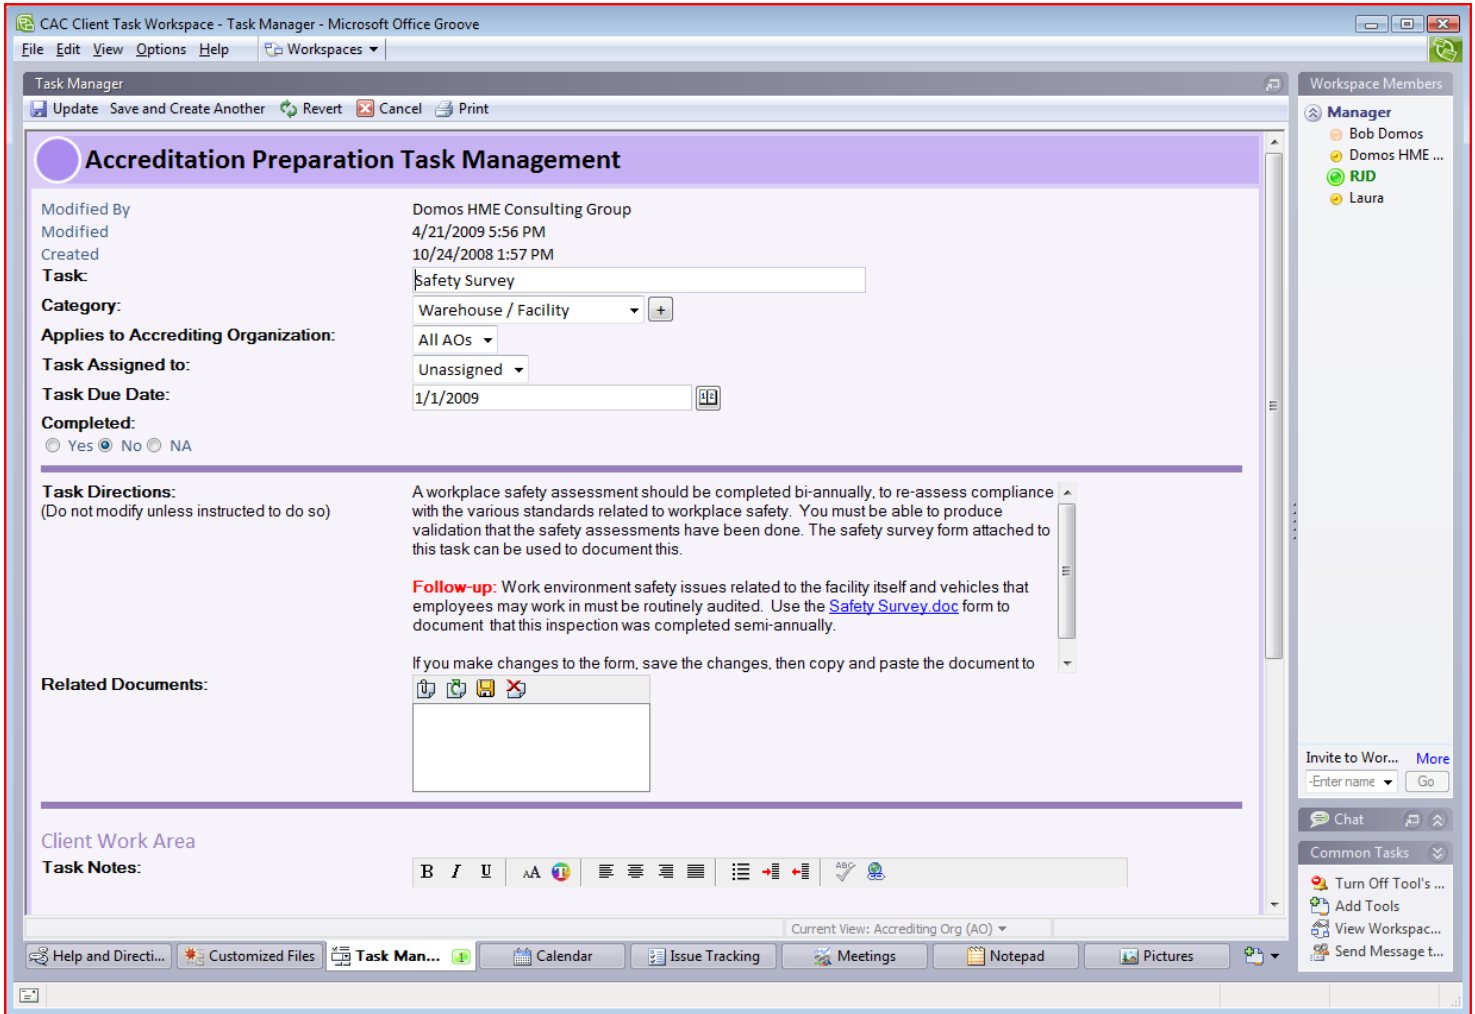 CAC Client Task Workspace - Task Manager - Microsoft Office Groove
File Edit View Options Help Workspaces
Task Manager
Update Save and Create Another Revert Cancel Print
Accreditation Preparation Task Management
Modified By Domos HME Consulting Group
Modified 4/21/2009 5:56 PM
Created 10/24/2008 1:57 PM
Task: Safety Survey
Category: Warehouse / Facility +
Applies to Accrediting Organization: All AOs
Task Assigned to: Unassigned
Task Due Date: 1/1/2009
Completed:
Yes No NA
Task Directions:
(Do not modify unless instructed to do so)
A workplace safety assessment should be completed bi-annually, to re-assess compliance
with the various standards related to workplace safety. You must be able to produce
validation that the safety assessments have been done. The safety survey form attached to
this task can be used to document this.
Follow-up: Work environment safety issues related to the facility itself and vehicles that
employees may work in must be routinely audited. Use the Safety Survey.doc form to
document that this inspection was completed semi-annually.
If you make changes to the form, save the changes, then copy and paste the document to
Related Documents:
Client Work Area
Task Notes: B I U AA T ABC
Current View: Accrediting Org (AO)
Help and Directi... Customized Files Task Man... 1 Calendar Issue Tracking Meetings Notepad Pictures
Workspace Members
Manager
Bob Domos
Domos HME ...
RJD
Laura
Invite to Wor... More
-Enter name Go
Chat
Common Tasks
Turn Off Tool's ...
Add Tools
View Workspac...
Send Message t...